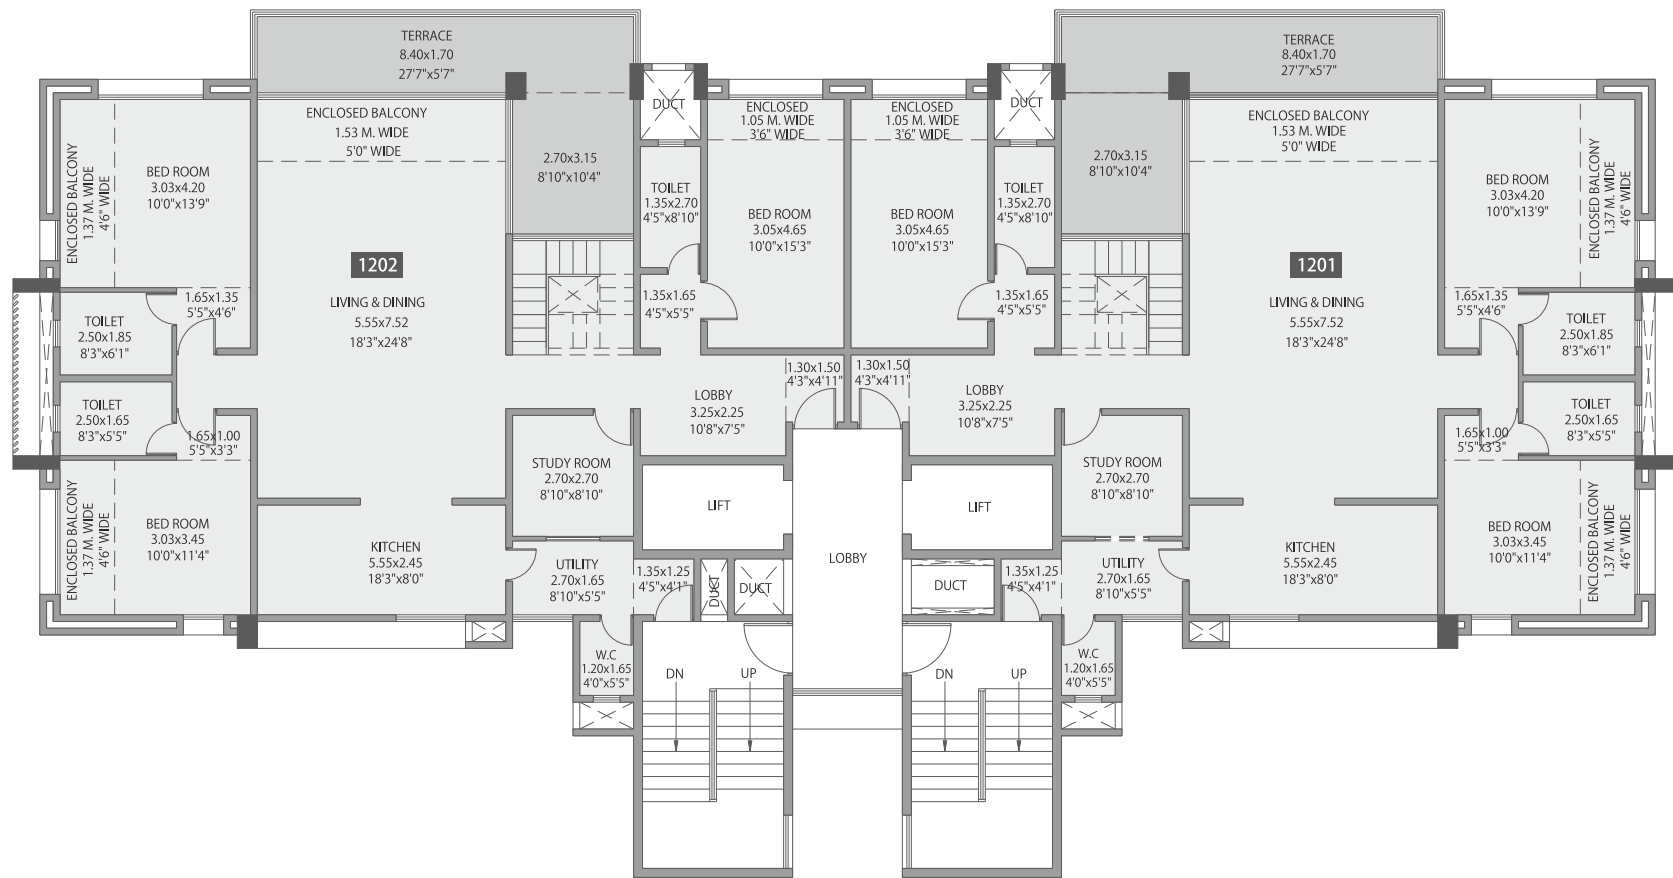 TERRACE
8.40x1.70
27'7"x5'7"
ENCLOSED BALCONY
1.53 M. WIDE
5'0" WIDE
2.70x3.15
8'10"x10'4"
DUCT
ENCLOSED
1.05 M. WIDE
3'6" WIDE
ENCLOSED
1.05 M. WIDE
3'6" WIDE
DUCT
TERRACE
8.40x1.70
27'7"x5'7"
2.70x3.15
8'10"x10'4"
ENCLOSED BALCONY
1.53 M. WIDE
5'0" WIDE
ENCLOSED BALCONY
1.37 M. WIDE
4'6" WIDE
BED ROOM
3.03x4.20
10'0"x13'9"
TOILET
1.35x2.70
4'5"x8'10"
BED ROOM
3.05x4.65
10'0"x15'3"
BED ROOM
3.05x4.65
10'0"x15'3"
TOILET
1.35x2.70
4'5"x8'10"
BED ROOM
3.03x4.20
10'0"x13'9"
ENCLOSED BALCONY
1.37 M. WIDE
4'6" WIDE
1202
LIVING & DINING
5.55x7.52
18'3"x24'8"
1201
LIVING & DINING
5.55x7.52
18'3"x24'8"
1.65x1.35
5'5"x4'6"
1.35x1.65
4'5"x5'5"
1.35x1.65
4'5"x5'5"
1.65x1.35
5'5"x4'6"
TOILET
2.50x1.85
8'3"x6'1"
TOILET
2.50x1.85
8'3"x6'1"
TOILET
2.50x1.65
8'3"x5'5"
1.65x1.00
5'5"x3'3"
LOBBY
3.25x2.25
10'8"x7'5"
1.30x1.50
4'3"x4'11"
1.30x1.50
4'3"x4'11"
LOBBY
3.25x2.25
10'8"x7'5"
1.65x1.00
5'5"x3'3"
TOILET
2.50x1.65
8'3"x5'5"
ENCLOSED BALCONY
1.37 M. WIDE
4'6" WIDE
BED ROOM
3.03x3.45
10'0"x11'4"
STUDY ROOM
2.70x2.70
8'10"x8'10"
LIFT
LIFT
STUDY ROOM
2.70x2.70
8'10"x8'10"
BED ROOM
3.03x3.45
10'0"x11'4"
ENCLOSED BALCONY
1.37 M. WIDE
4'6" WIDE
KITCHEN
5.55x2.45
18'3"x8'0"
UTILITY
2.70x1.65
8'10"x5'5"
1.35x1.25
4'5"x4'1"
DUCT
DUCT
LOBBY
DUCT
1.35x1.25
4'5"x4'1"
UTILITY
2.70x1.65
8'10"x5'5"
KITCHEN
5.55x2.45
18'3"x8'0"
W.C
1.20x1.65
4'0"x5'5"
DN
UP
DN
UP
W.C
1.20x1.65
4'0"x5'5"